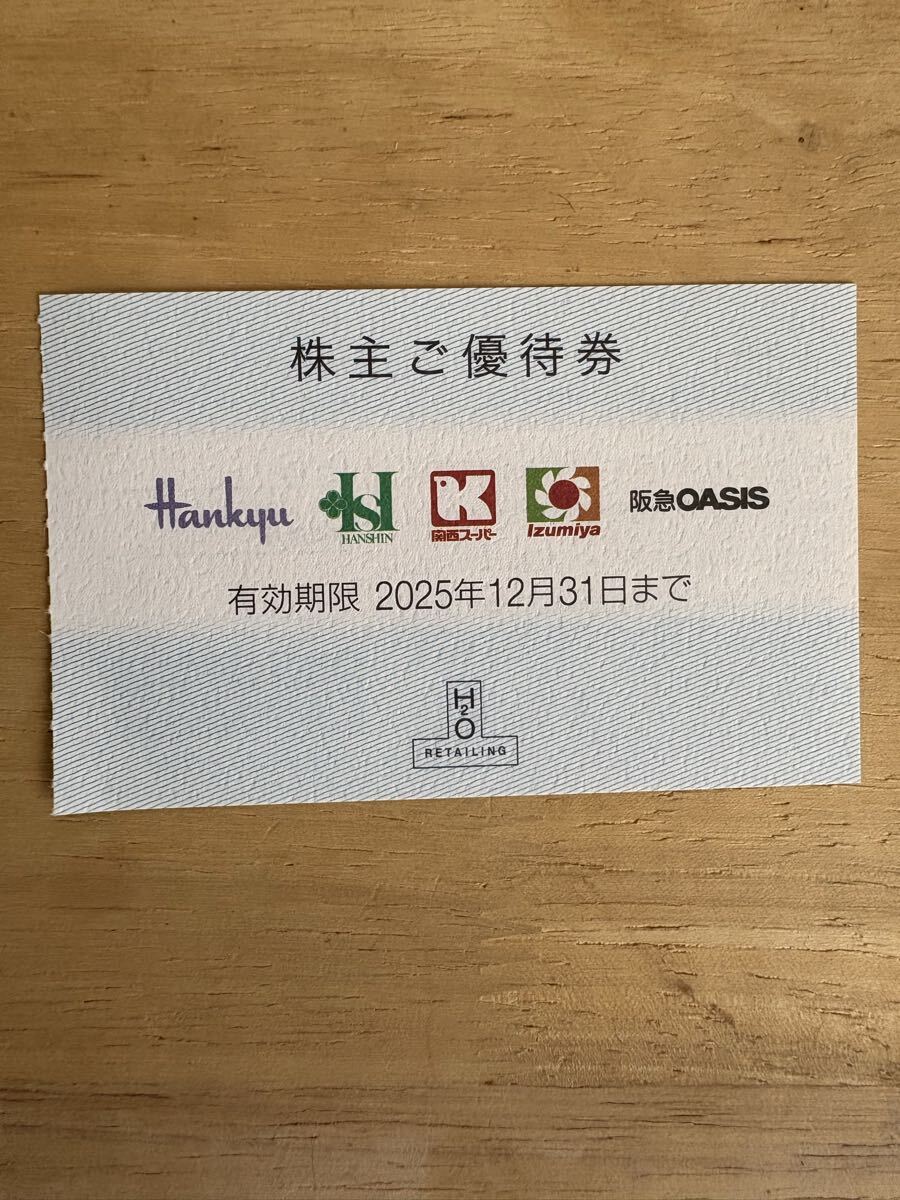 株主ご優待券
Hankyu HSI HANSHIN K 関西スーパー Izumiya 阪急OASIS
有効期限 2025年12月31日まで
H2O
RETAILING